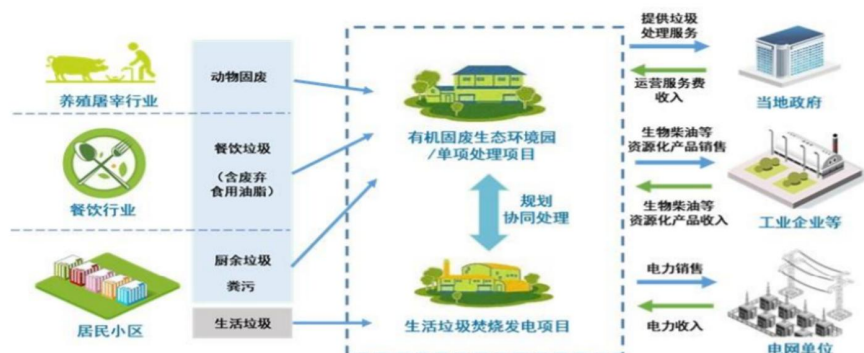 养殖屠宰行业
餐饮行业
居民小区
动物固废
餐饮垃圾
（含废弃
食用油脂）
厨余垃圾
粪污
生活垃圾
有机固废生态环境园
/单项处理项目
规划
协同处理
生活垃圾焚烧发电项目
提供垃圾
处理服务
运营服务费
收入
当地政府
生物柴油等
资源化产品销售
生物柴油等
资源化产品收入
工业企业等
电力销售
电力收入
电网单位